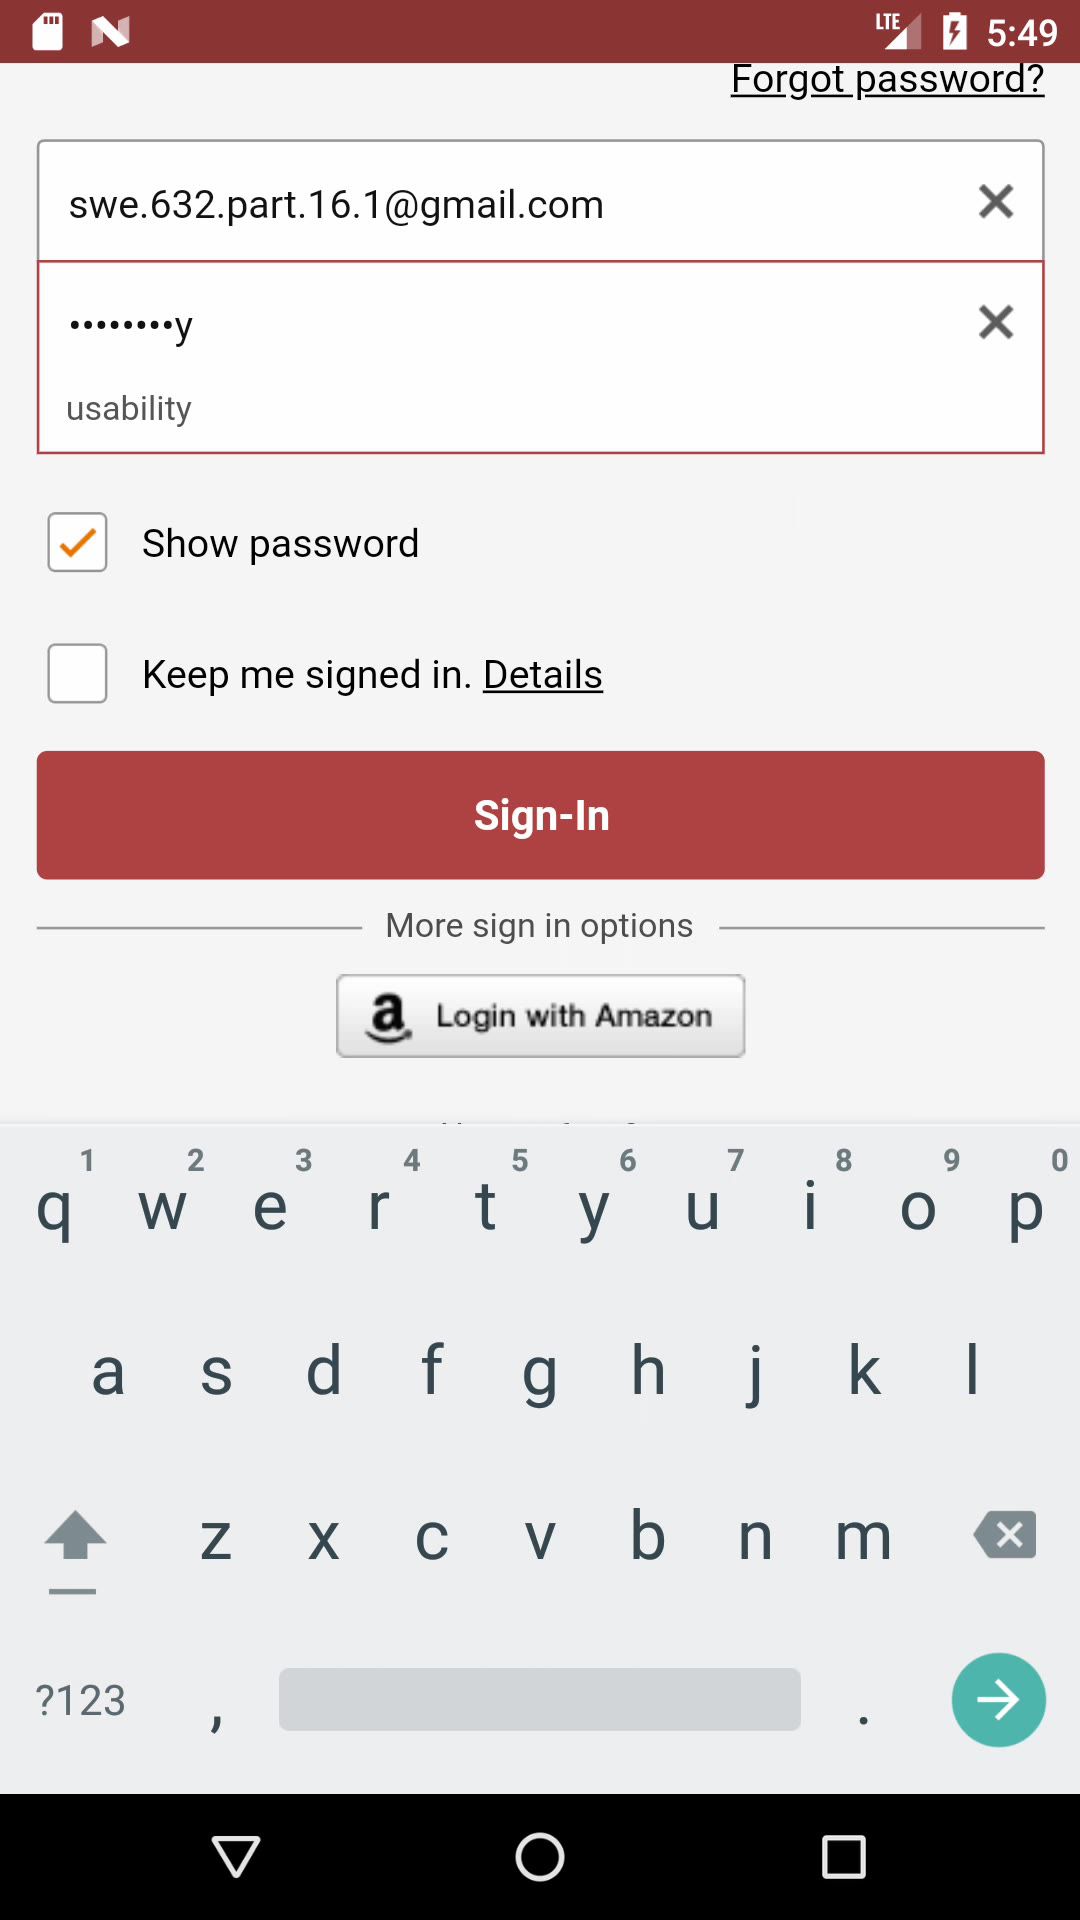 LTE 5:49
Forgot password?
swe.632.part.16.1@gmail.com
••••••••y
usability
Show password
Keep me signed in. Details
Sign-In
More sign in options
a Login with Amazon
1 2 3 4 5 6 7 8 9 0
q w e r t y u i o p
a s d f g h j k l
z x c v b n m
?123 , .